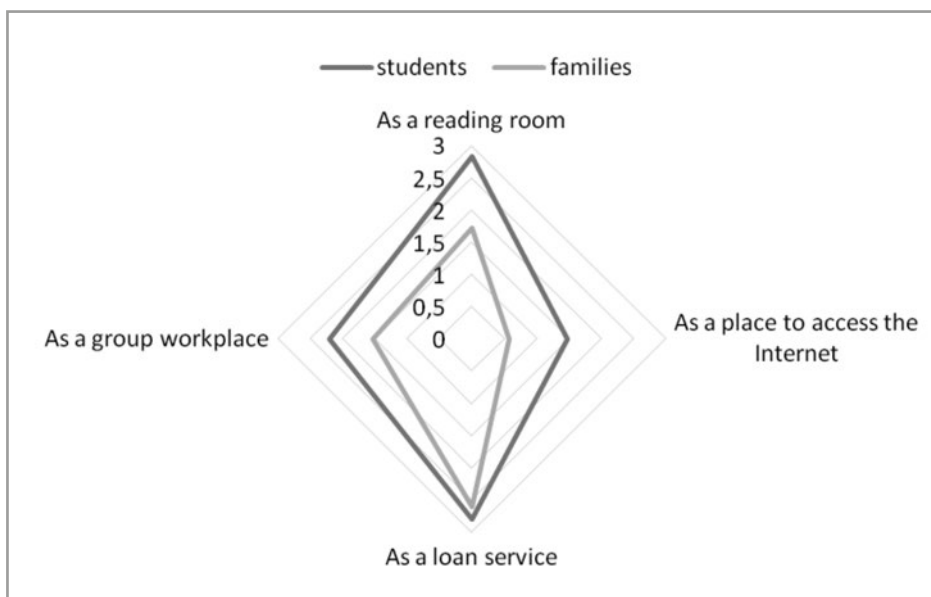 students families
As a reading room
3
2,5
2
1,5
1
0,5
0
As a group workplace
As a place to access the
Internet
As a loan service